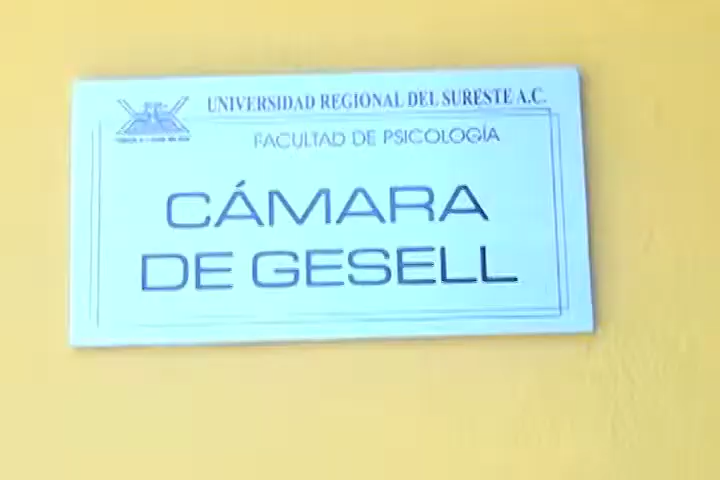 UNIVERSIDAD REGIONAL DEL SURESTE A.C.
FACULTAD DE PSICOLOGÍA
CÁMARA
DE GESELL